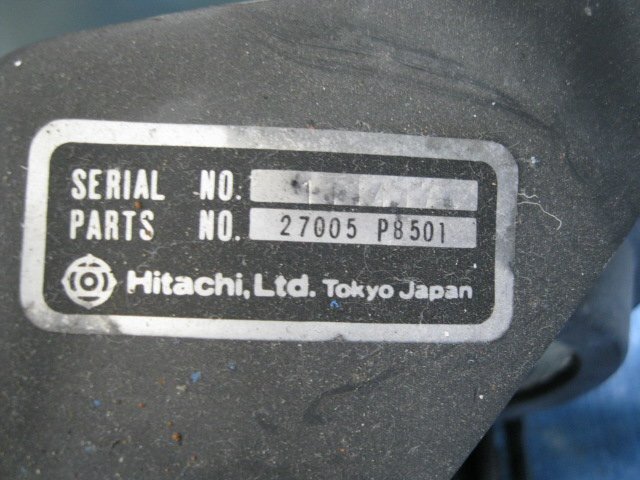 SERIAL NO.
PARTS NO. 27005 P8501
Hitachi, Ltd. Tokyo Japan